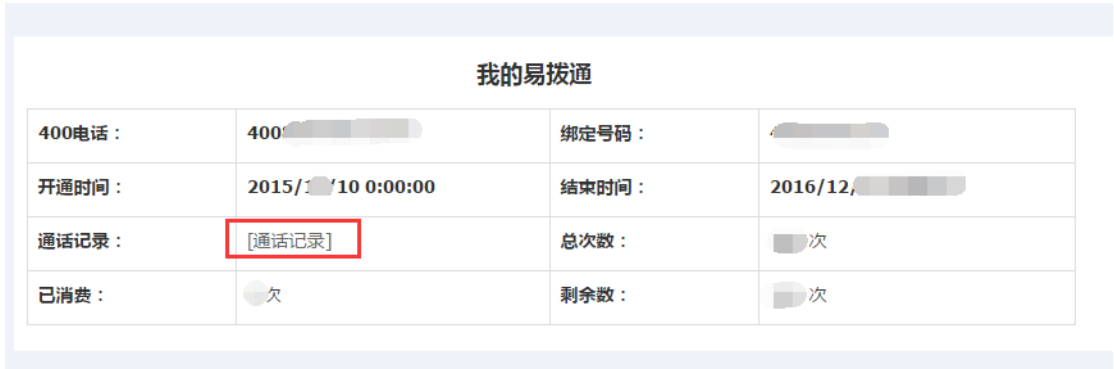 我的易拨通
400电话： 400 绑定号码：
开通时间： 2015/1 /10 0:00:00 结束时间： 2016/12/
通话记录： [通话记录] 总次数： 次
已消费： 次 剩余数： 次